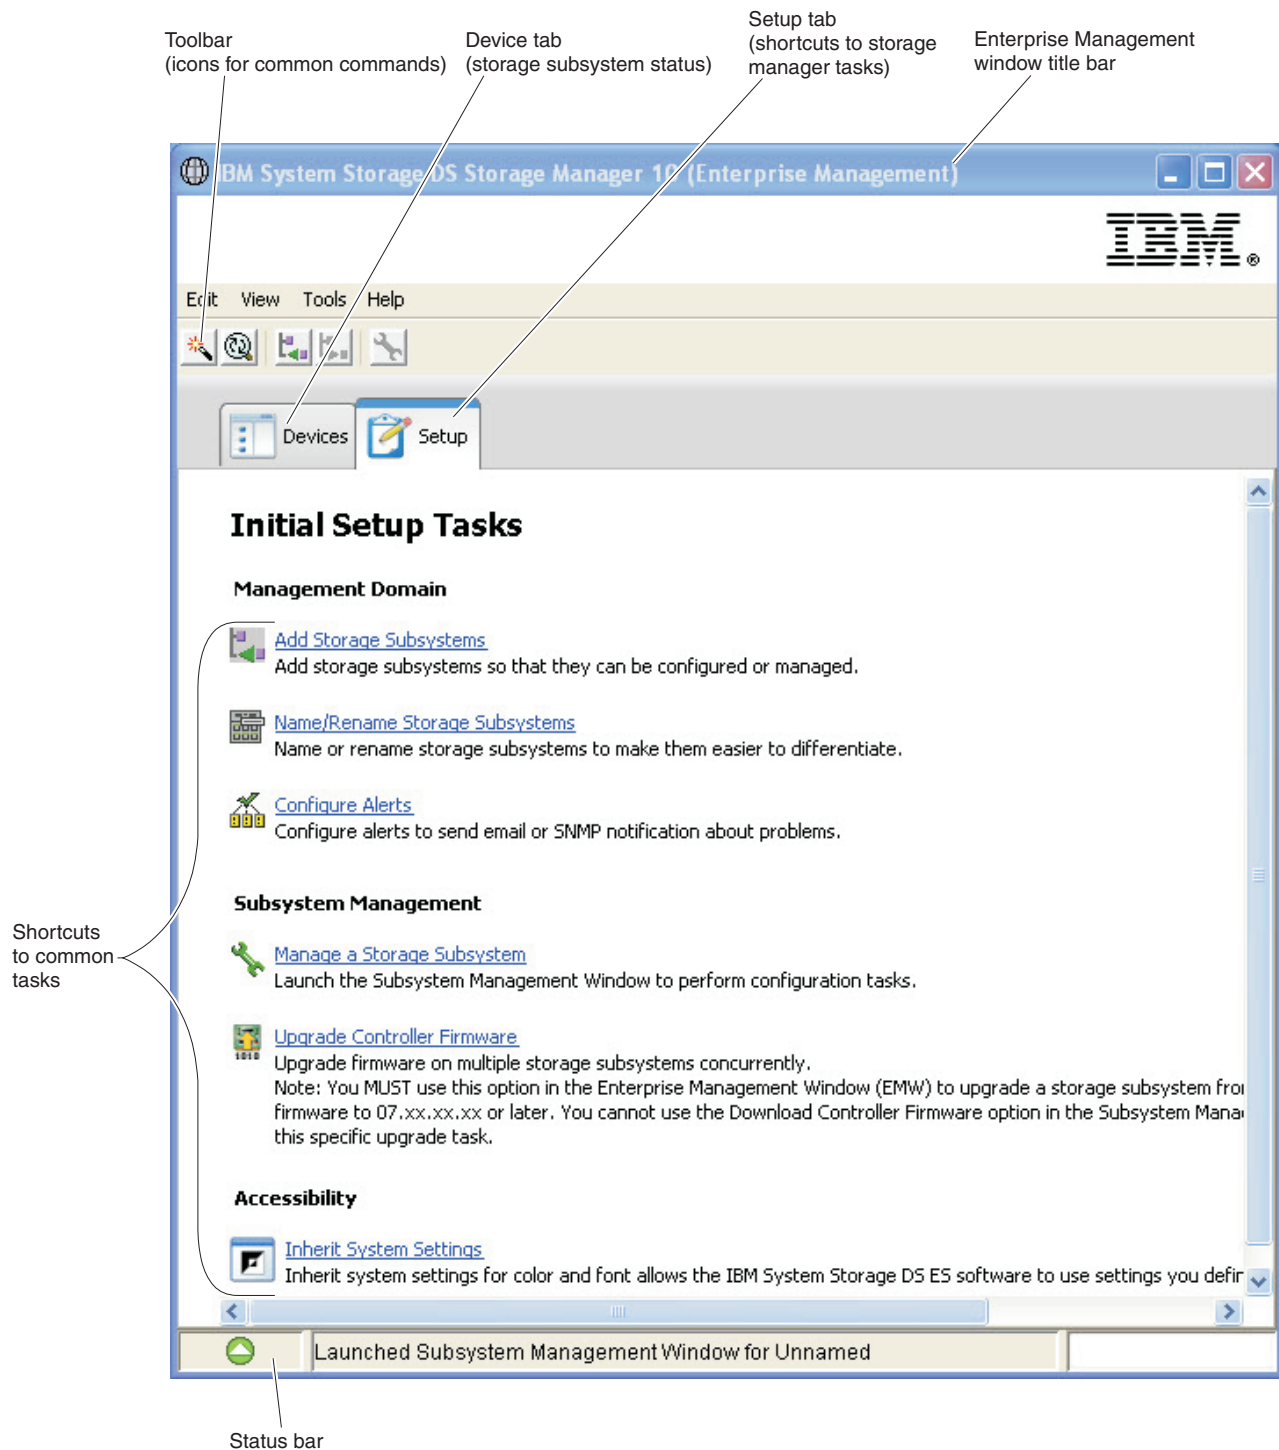 Toolbar
(icons for common commands)
Device tab
(storage subsystem status)
Setup tab
(shortcuts to storage
manager tasks)
Enterprise Management
window title bar
IBM System Storage DS Storage Manager 10 (Enterprise Management)
IBM®
Edit View Tools Help
Devices
Setup
Initial Setup Tasks
Management Domain
Add Storage Subsystems
Add storage subsystems so that they can be configured or managed.
Name/Rename Storage Subsystems
Name or rename storage subsystems to make them easier to differentiate.
Configure Alerts
Configure alerts to send email or SNMP notification about problems.
Subsystem Management
Shortcuts
to common
tasks
Manage a Storage Subsystem
Launch the Subsystem Management Window to perform configuration tasks.
Upgrade Controller Firmware
1010
Upgrade firmware on multiple storage subsystems concurrently.
Note: You MUST use this option in the Enterprise Management Window (EMW) to upgrade a storage subsystem fro
firmware to 07.xx.xx.xx or later. You cannot use the Download Controller Firmware option in the Subsystem Mana
this specific upgrade task.
Accessibility
Inherit System Settings
Inherit system settings for color and font allows the IBM System Storage DS ES software to use settings you defin
Launched Subsystem Management Window for Unnamed
Status bar